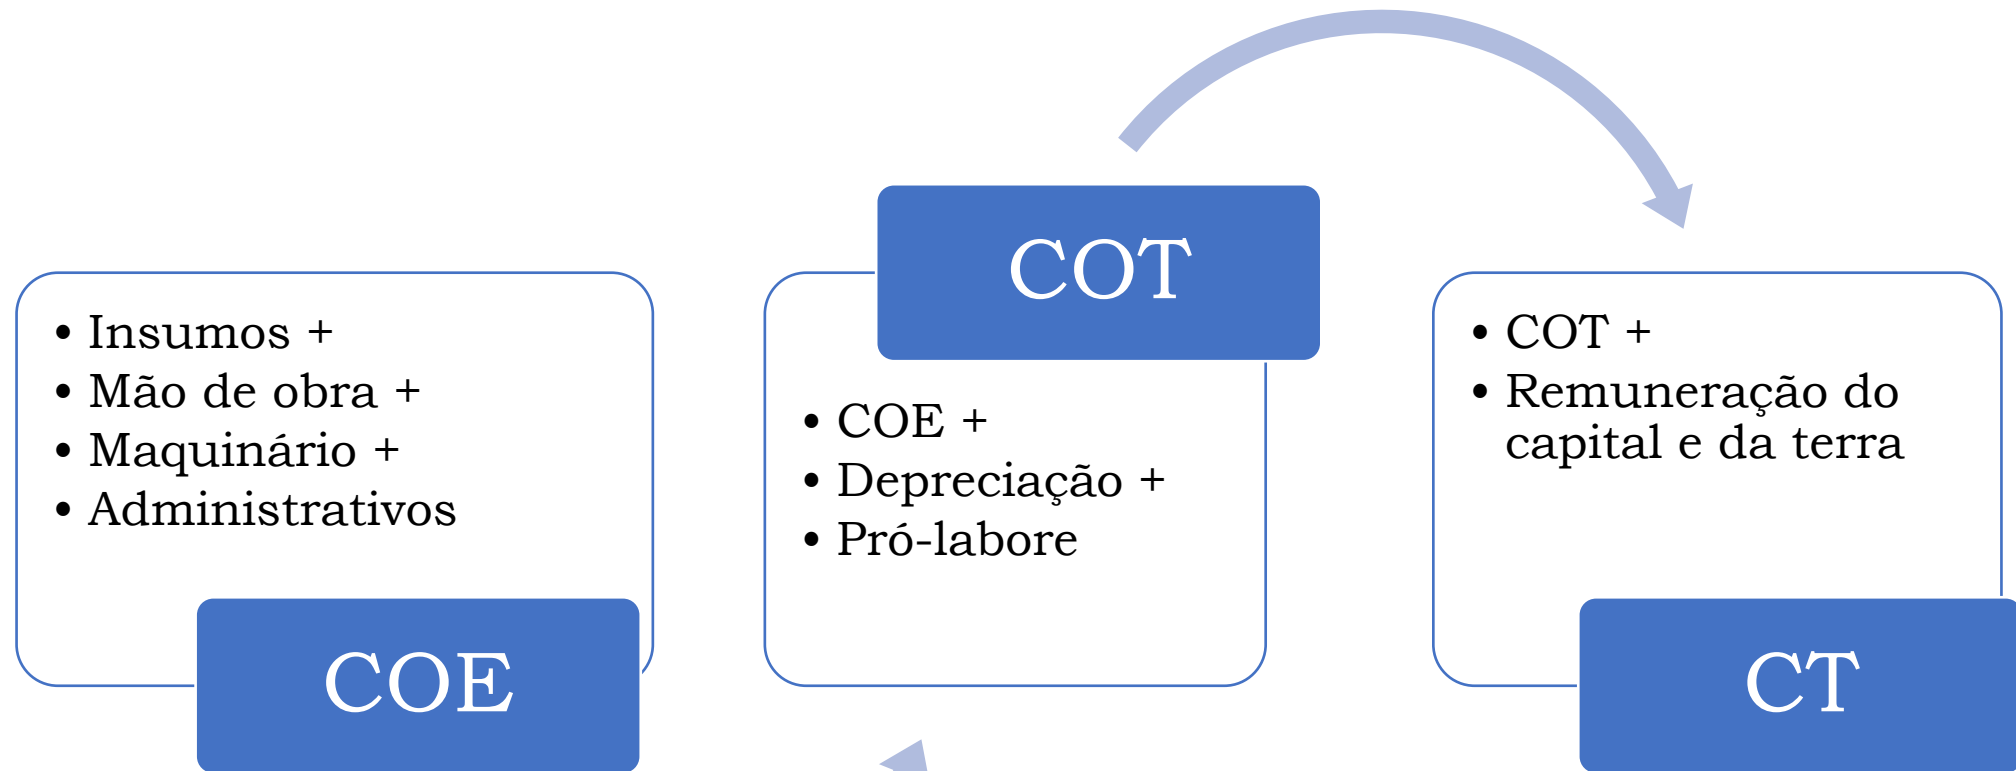 • Insumos +
• Mão de obra +
• Maquinário +
• Administrativos
COE
COT
• COE +
• Depreciação +
• Pró-labore
• COT +
• Remuneração do
capital e da terra
CT